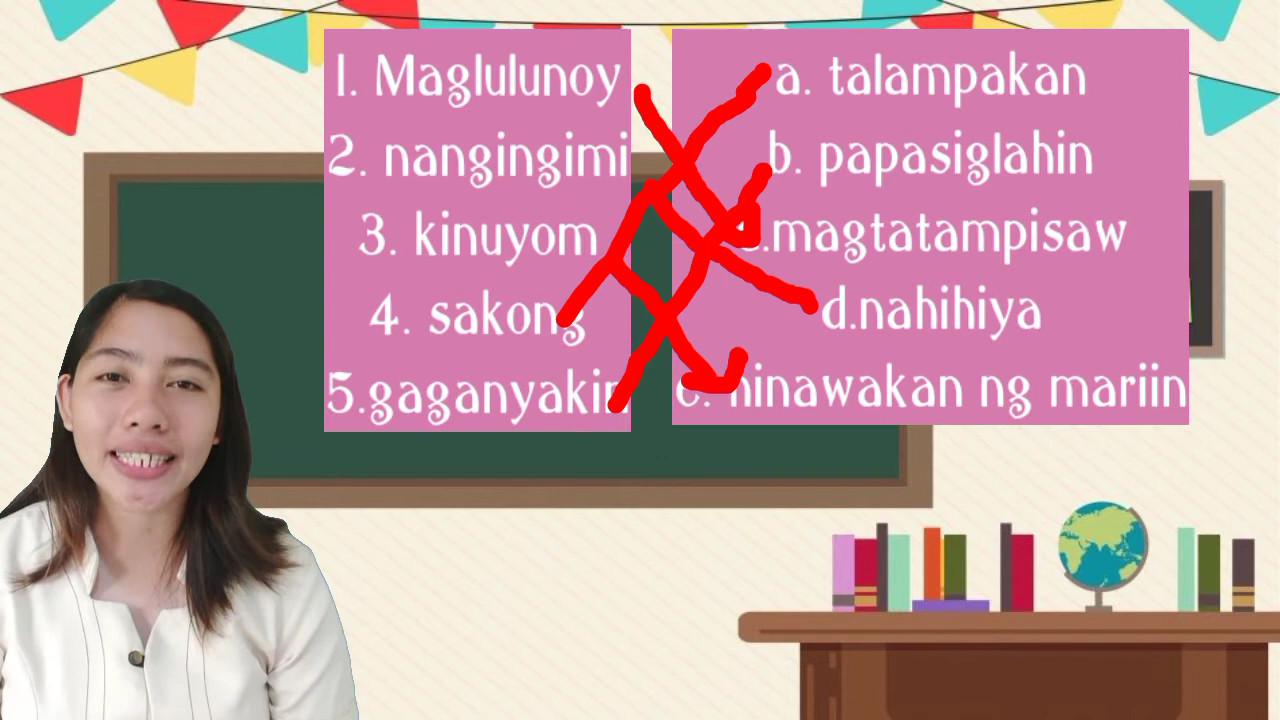 1. Maglulunoy
2. nangingimi
3. kinuyom
4. sakong
5.gaganyakin
a. talampakan
b. papasiglahin
c.magtatampisaw
d.nahihiya
e. hinawakan ng mariin